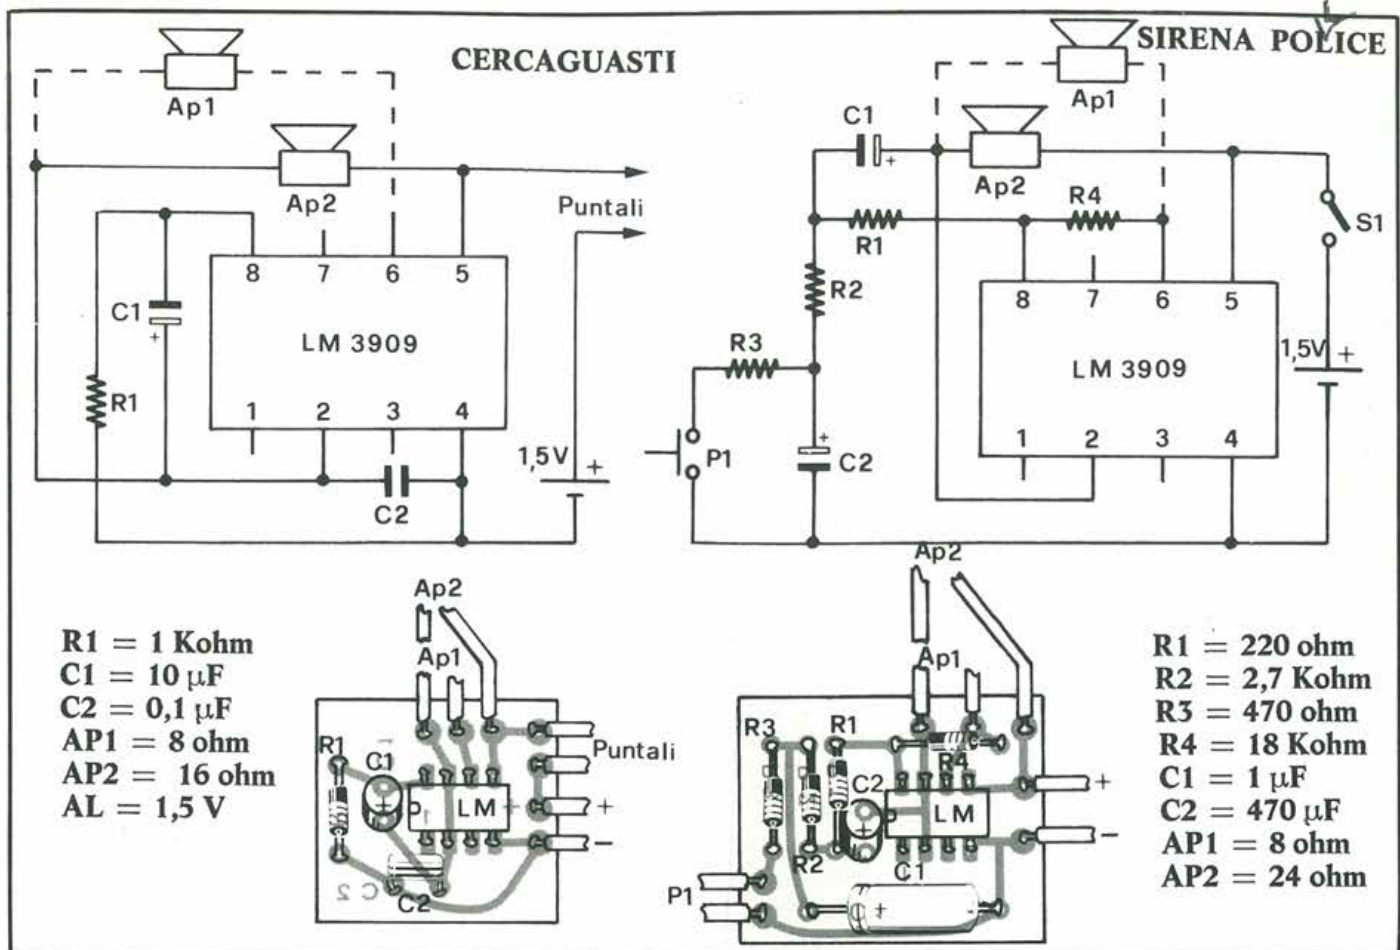 CERCAGUASTI
Ap1
Ap2
Puntali
8 7 6 5
C1
+
LM 3909
R1
1 2 3 4
1,5V +
C2
SIRENA POLICE
Ap1
C1
+
Ap2
R4
S1
R1
R2
8 7 6 5
R3
1,5V +
LM 3909
+
P1
C2
1 2 3 4
R1 = 1 Kohm
C1 = 10 µF
C2 = 0,1 µF
AP1 = 8 ohm
AP2 = 16 ohm
AL = 1,5 V
Ap2
Ap1
R1
C1
Puntali
+
LM
+
-
C2
C2
Ap2
Ap1
R3
R1
R4
C2
+
+
LM
-
R2
C1
P1
+
R1 = 220 ohm
R2 = 2,7 Kohm
R3 = 470 ohm
R4 = 18 Kohm
C1 = 1 µF
C2 = 470 µF
AP1 = 8 ohm
AP2 = 24 ohm